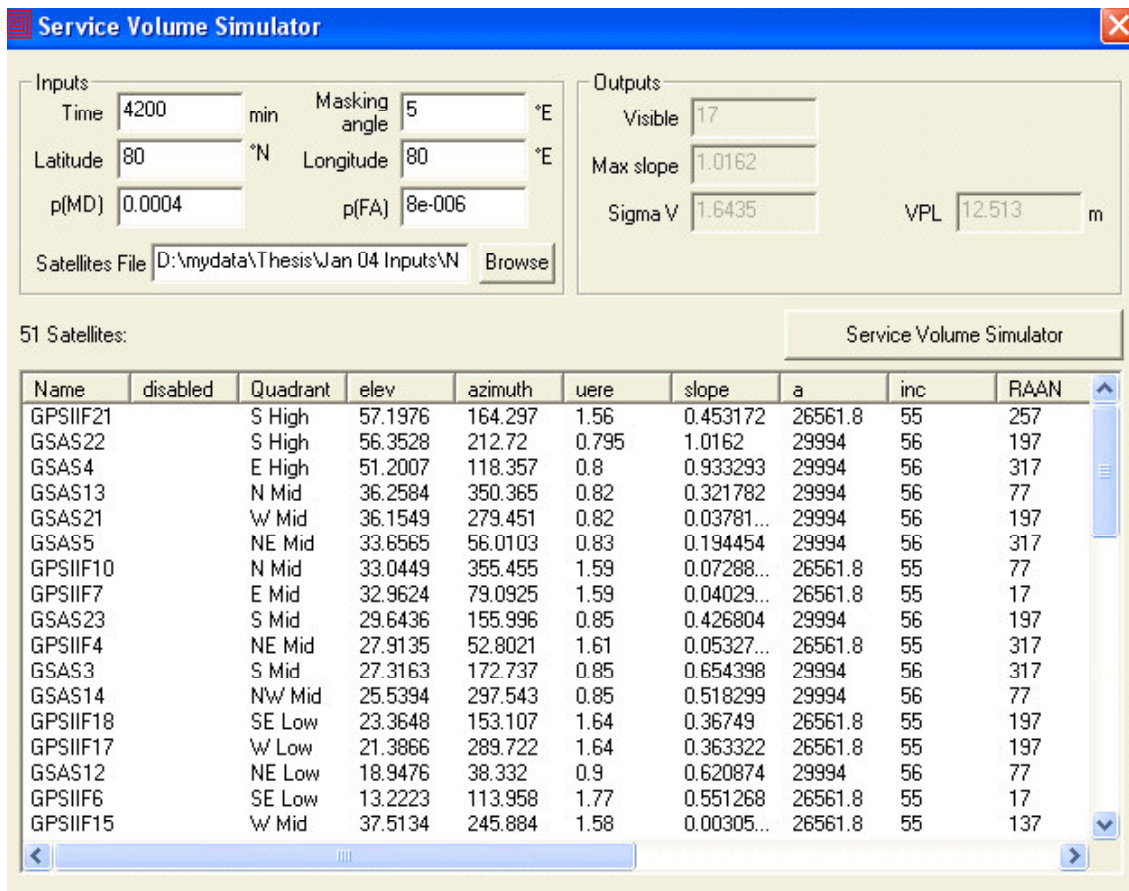 Service Volume Simulator
Inputs
Time 4200 min Masking angle 5 °E
Latitude 80 °N Longitude 80 °E
p(MD) 0.0004 p(FA) 8e-006
Satellites File D:\mydata\Thesis\Jan 04 Inputs\N Browse
Outputs
Visible 17
Max slope 1.0162
Sigma V 1.6435 VPL 12.513 m
51 Satellites: Service Volume Simulator
Name disabled Quadrant elev azimuth uere slope a inc RAAN
GPSIIF21 S High 57.1976 164.297 1.56 0.453172 26561.8 55 257
GSAS22 S High 56.3528 212.72 0.795 1.0162 29994 56 197
GSAS4 E High 51.2007 118.357 0.8 0.933293 29994 56 317
GSAS13 N Mid 36.2584 350.365 0.82 0.321782 29994 56 77
GSAS21 W Mid 36.1549 279.451 0.82 0.03781... 29994 56 197
GSAS5 NE Mid 33.6565 56.0103 0.83 0.194454 29994 56 317
GPSIIF10 N Mid 33.0449 355.455 1.59 0.07288... 26561.8 55 77
GPSIIF7 E Mid 32.9624 79.0925 1.59 0.04029... 26561.8 55 17
GSAS23 S Mid 29.6436 155.996 0.85 0.426804 29994 56 197
GPSIIF4 NE Mid 27.9135 52.8021 1.61 0.05327... 26561.8 55 317
GSAS3 S Mid 27.3163 172.737 0.85 0.654398 29994 56 317
GSAS14 NW Mid 25.5394 297.543 0.85 0.518299 29994 56 77
GPSIIF18 SE Low 23.3648 153.107 1.64 0.36749 26561.8 55 197
GPSIIF17 W Low 21.3866 289.722 1.64 0.363322 26561.8 55 197
GSAS12 NE Low 18.9476 38.332 0.9 0.620874 29994 56 77
GPSIIF6 SE Low 13.2223 113.958 1.77 0.551268 26561.8 55 17
GPSIIF15 W Mid 37.5134 245.884 1.58 0.00305... 26561.8 55 137